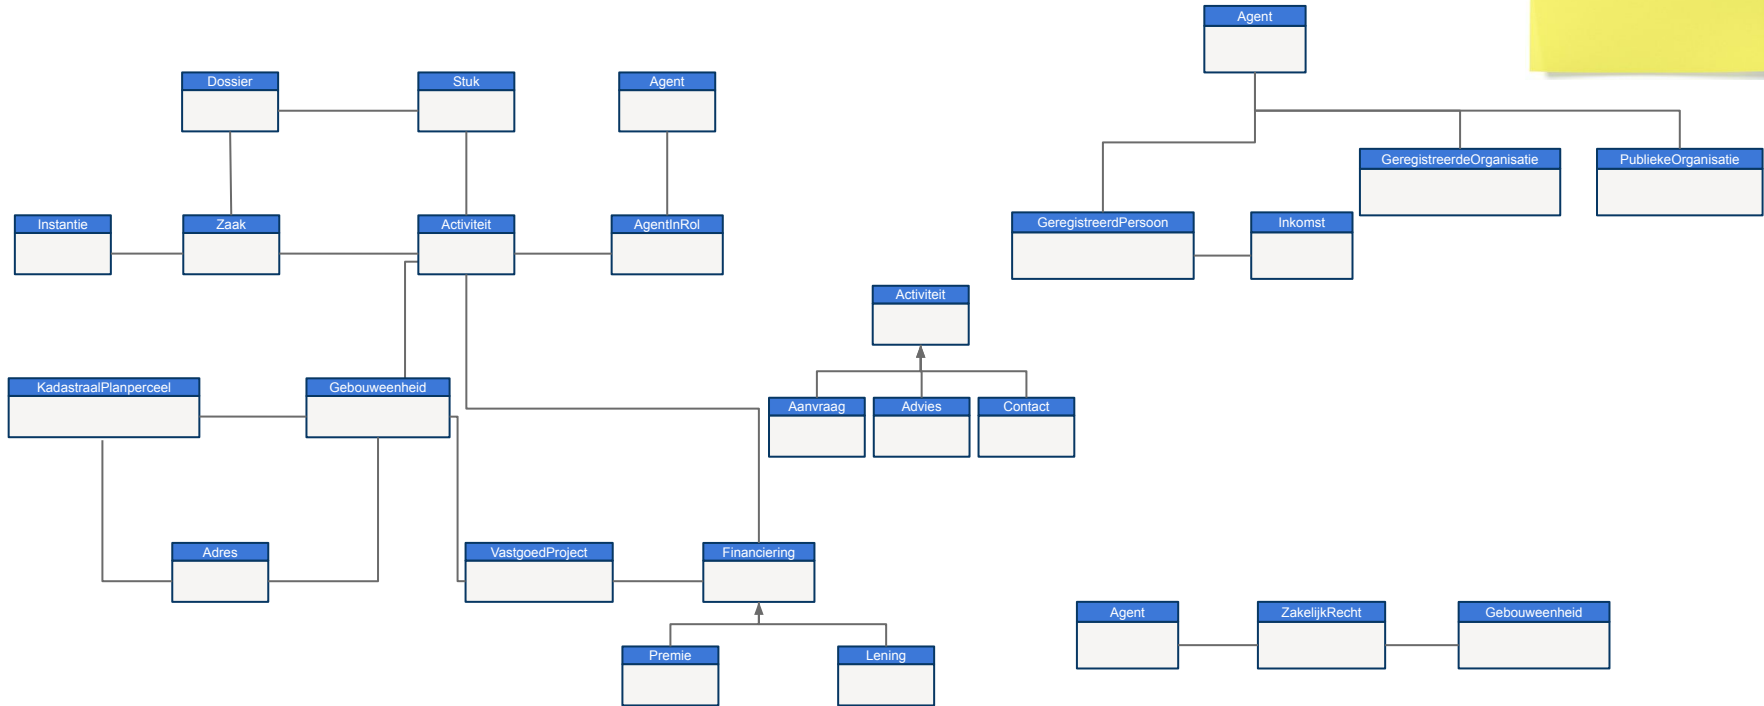 Agent
Dossier
Stuk
Agent
GeregistreerdeOrganisatie
PubliekeOrganisatie
Instantie
Zaak
Activiteit
AgentInRol
GeregistreerdPersoon
Inkomst
Activiteit
KadastraalPlanperceel
Gebouweenheid
Aanvraag
Advies
Contact
Adres
VastgoedProject
Financiering
Agent
ZakelijkRecht
Gebouweenheid
Premie
Lening